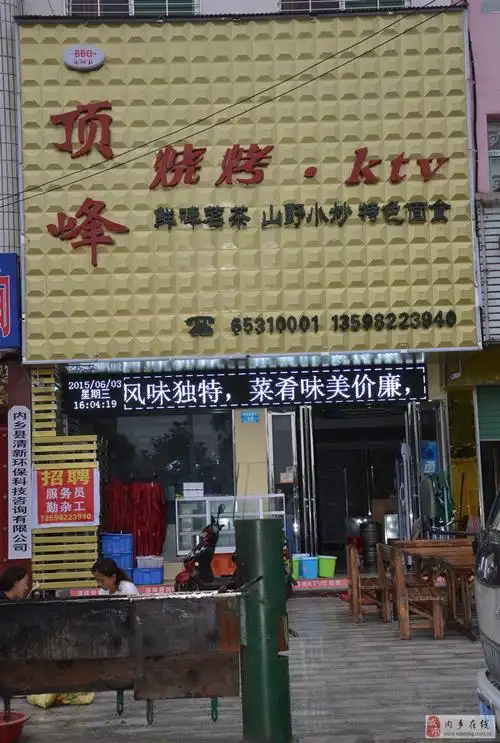 BBQ
顶峰
烧烤·ktv
鲜啤茗茶 山野小炒 特色面食
65310001 13598223940
2015/06/03
星期三
16:04:19
风味独特，菜肴味美价廉，
内乡县清新环保科技咨询有限公司
招聘
服务员
勤杂工
13598223940
内乡在线